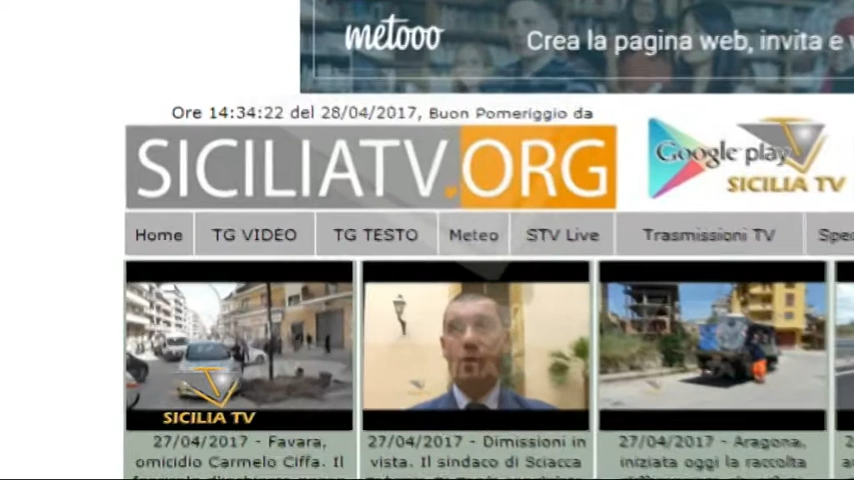 metooo
Crea la pagina web, invita e
Ore 14:34:22 del 28/04/2017, Buon Pomeriggio da
SICILIATV.ORG
Google play
SICILIA TV
Home
TG VIDEO
TG TESTO
Meteo
STV Live
Trasmissioni TV
SICILIA TV
27/04/2017 - Favara,
omicidio Carmelo Ciffa. Il
27/04/2017 - Dimissioni in
vista. Il sindaco di Sciacca
27/04/2017 - Aragona,
iniziata oggi la raccolta